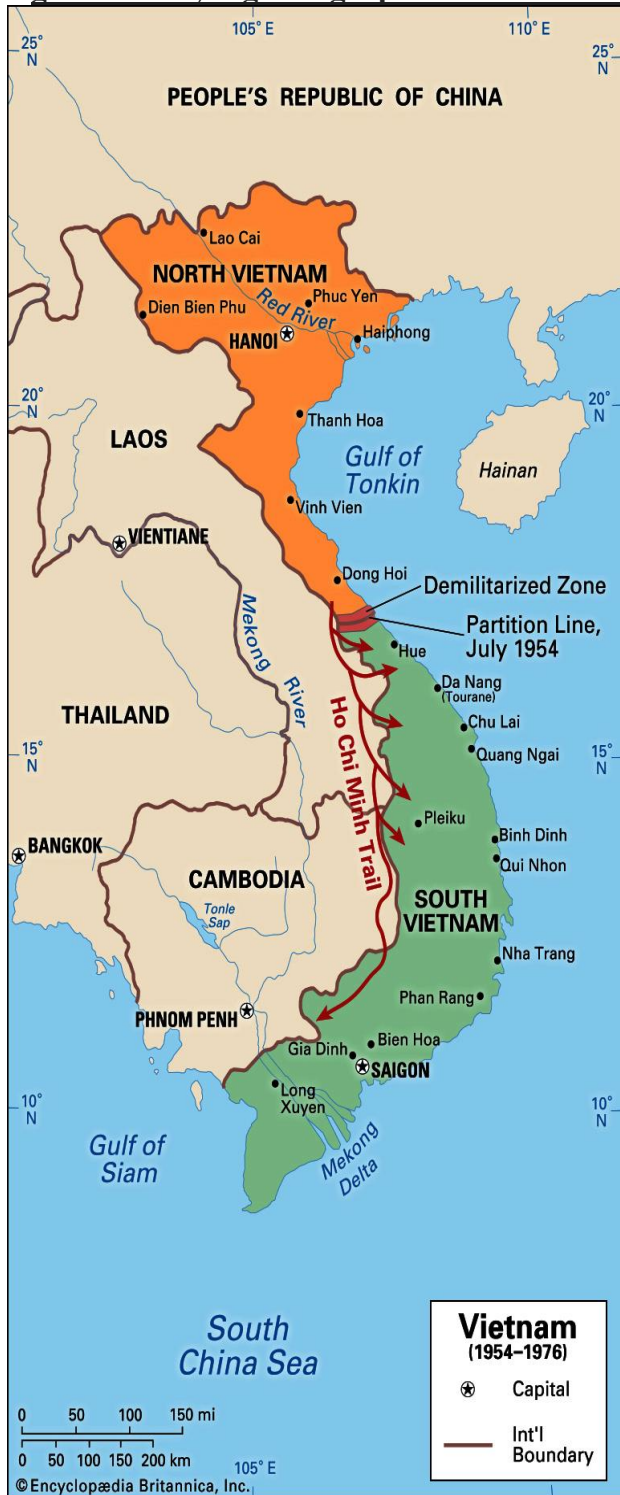 105°E
110°E
25°
N
25°
N
PEOPLE'S REPUBLIC OF CHINA
Lao Cai
NORTH VIETNAM
Dien Bien Phu
Red River
Phuc Yen
HANOI
Haiphong
20°
N
20°
N
Thanh Hoa
LAOS
Gulf of
Tonkin
Hainan
Vinh Vien
VIENTIANE
Dong Hoi
Demilitarized Zone
Mekong River
Partition Line,
July 1954
Hue
Da Nang
(Tourane)
THAILAND
Ho Chi Minh Trail
Chu Lai
Quang Ngai
15°
N
15°
N
Pleiku
Binh Dinh
BANGKOK
Qui Nhon
CAMBODIA
Tonle
Sap
SOUTH
VIETNAM
Nha Trang
Phan Rang
PHNOM PENH
Bien Hoa
Gia Dinh
SAIGON
Long
Xuyen
10°
N
10°
N
Gulf of
Siam
Mekong
Delta
South
China Sea
Vietnam
(1954–1976)
Capital
Int'l
Boundary
0 50 100 150 mi
0 50 100 150 200 km
105°E
©Encyclopædia Britannica, Inc.